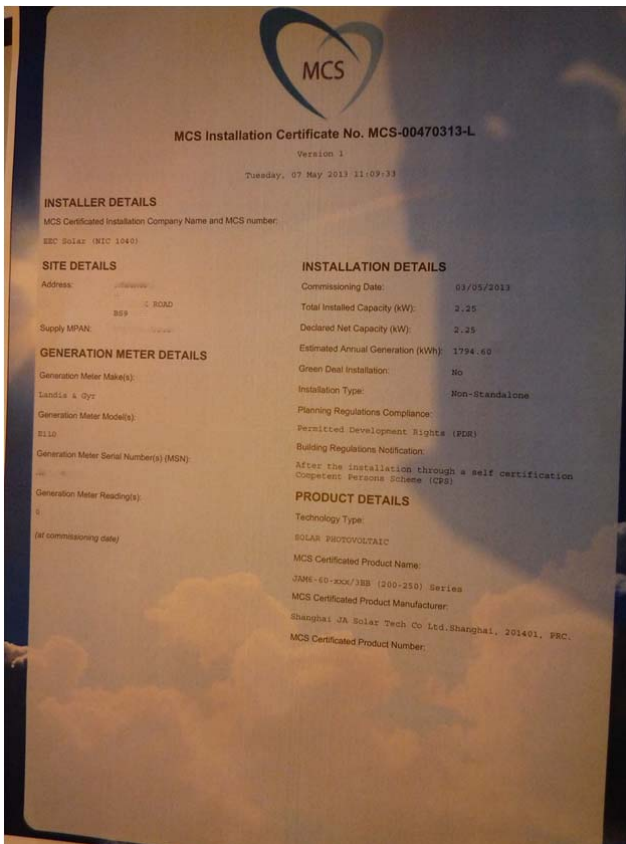 MCS
MCS Installation Certificate No. MCS-00470313-L
Version 1
Tuesday, 07 May 2013 11:09:33
INSTALLER DETAILS
MCS Certificated Installation Company Name and MCS number:
EEC Solar (NIC 1040)
SITE DETAILS
Address:
ROAD
Supply MPAN:
GENERATION METER DETAILS
Generation Meter Make(s):
Landis & Gyr
Generation Meter Model(s):
E110
Generation Meter Serial Number(s) (MSN):
Generation Meter Reading(s):
(at commissioning date)
INSTALLATION DETAILS
Commissioning Date: 03/05/2013
Total Installed Capacity (kW): 2.25
Declared Net Capacity (kW): 2.25
Estimated Annual Generation (kWh): 1794.60
Green Deal Installation: No
Installation Type: Non-Standalone
Planning Regulations Compliance:
Permitted Development Rights (PDR)
Building Regulations Notification:
After the installation through a self certification
Competent Persons Scheme (CPS)
PRODUCT DETAILS
Technology Type:
SOLAR PHOTOVOLTAIC
MCS Certificated Product Name:
JAM6-60-xxx/3BB (200-250) Series
MCS Certificated Product Manufacturer:
Shanghai JA Solar Tech Co Ltd.Shanghai, 201401, PRC.
MCS Certificated Product Number: